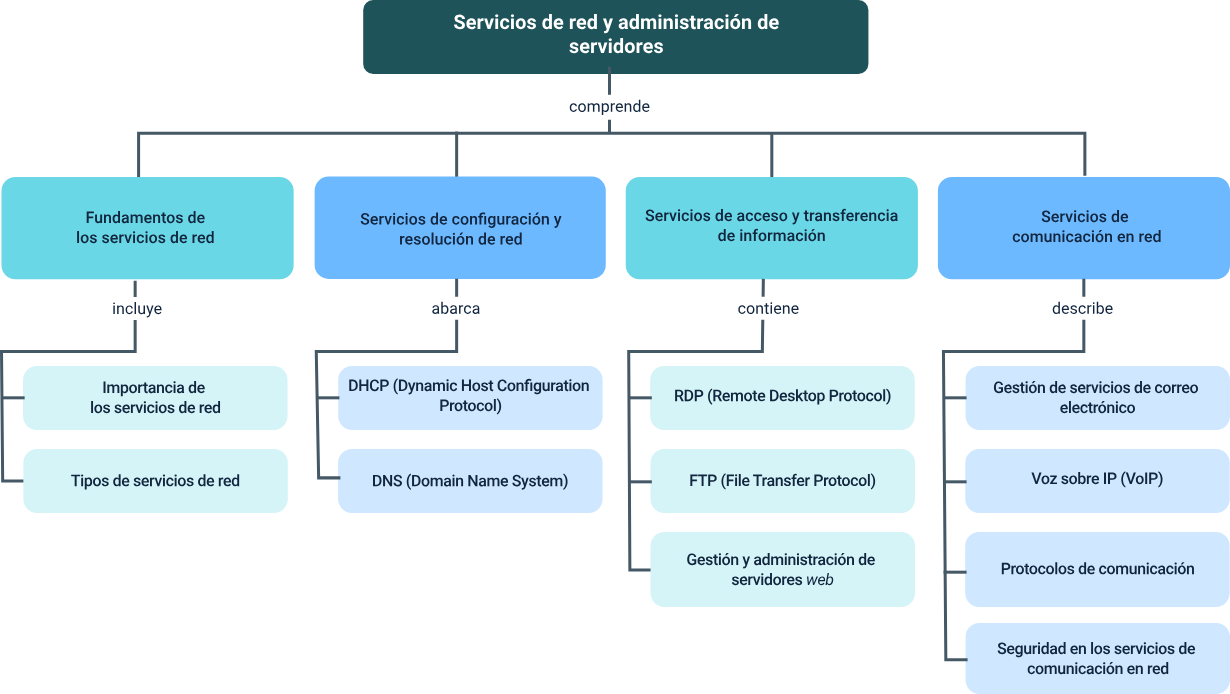 Servicios de red y administración de
servidores
comprende
Fundamentos de
los servicios de red
Servicios de configuración y
resolución de red
Servicios de acceso y transferencia
de información
Servicios de
comunicación en red
incluye
abarca
contiene
describe
Importancia de
los servicios de red
Tipos de servicios de red
DHCP (Dynamic Host Configuration
Protocol)
DNS (Domain Name System)
RDP (Remote Desktop Protocol)
FTP (File Transfer Protocol)
Gestión y administración de
servidores web
Gestión de servicios de correo
electrónico
Voz sobre IP (VoIP)
Protocolos de comunicación
Seguridad en los servicios de
comunicación en red